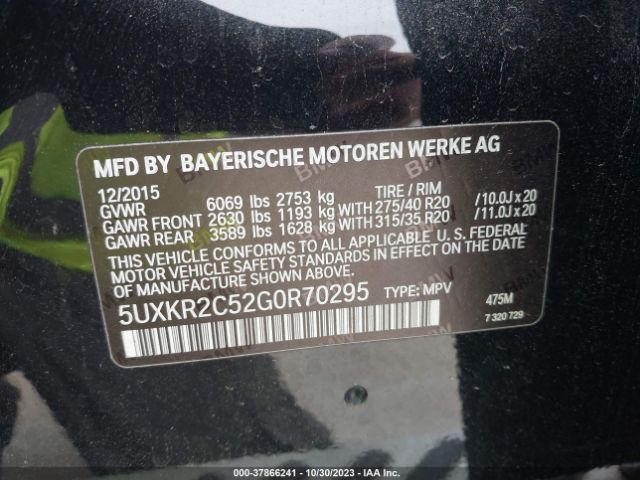 MFD BY BAYERISCHE MOTOREN WERKE AG
12/2015
GVWR 6069 lbs 2753 kg TIRE / RIM
GAWR FRONT 2630 lbs 1193 kg WITH 275/40 R20 /10.0J x 20
GAWR REAR 3589 lbs 1628 kg WITH 315/35 R20 /11.0J x 20
THIS VEHICLE CONFORMS TO ALL APPLICABLE U. S. FEDERAL
MOTOR VEHICLE SAFETY STANDARDS IN EFFECT ON THE DATE
OF MANUFACTURE SHOWN ABOVE.
5UXKR2C52G0R70295 TYPE: MPV 475M
7 320 729
000-37866241 - 10/30/2023 - IAA Inc.